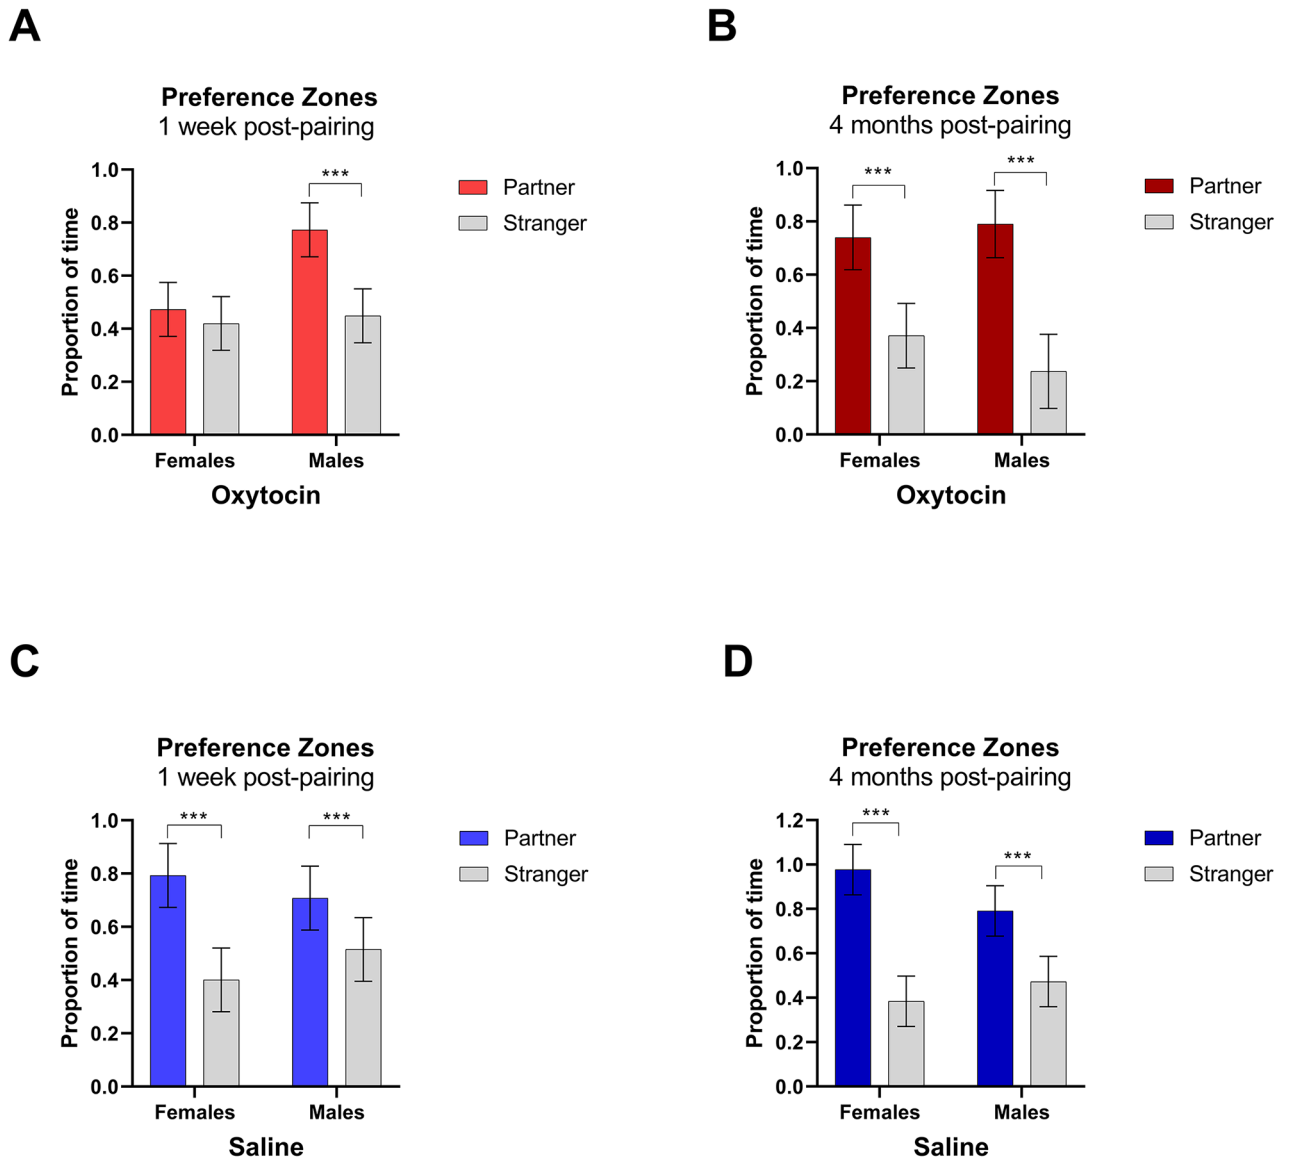 A
Preference Zones
1 week post-pairing
Proportion of time
1.0
0.8
0.6
0.4
0.2
0.0
***
Partner
Stranger
Females
Males
Oxytocin
B
Preference Zones
4 months post-pairing
Proportion of time
1.0
0.8
0.6
0.4
0.2
0.0
***
***
Partner
Stranger
Females
Males
Oxytocin
C
Preference Zones
1 week post-pairing
Proportion of time
1.0
0.8
0.6
0.4
0.2
0.0
***
***
Partner
Stranger
Females
Males
Saline
D
Preference Zones
4 months post-pairing
Proportion of time
1.2
1.0
0.8
0.6
0.4
0.2
0.0
***
***
Partner
Stranger
Females
Males
Saline